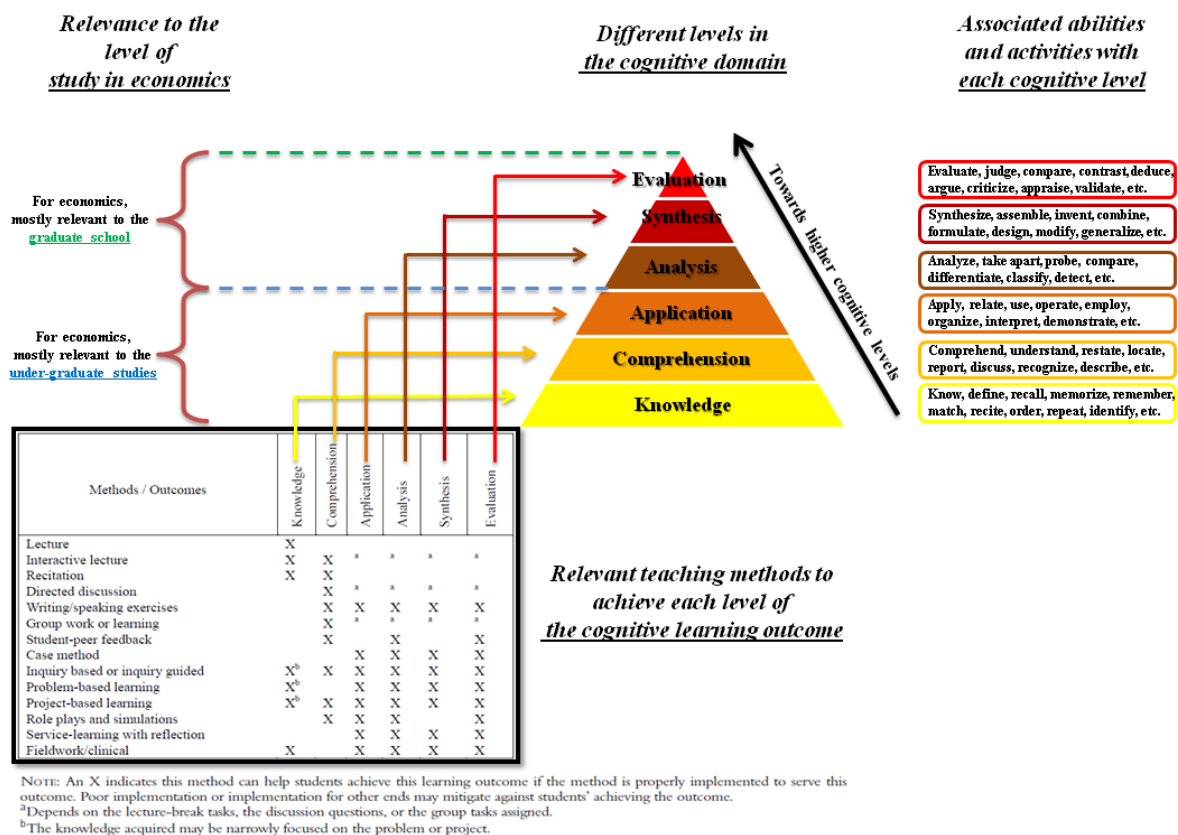 Relevance to the
level of
study in economics
Different levels in
the cognitive domain
Associated abilities
and activities with
each cognitive level
For economics,
mostly relevant to the
graduate school
For economics,
mostly relevant to the
under-graduate studies
Evaluation
Synthesis
Analysis
Application
Comprehension
Knowledge
Towards higher cognitive levels
Evaluate, judge, compare, contrast, deduce,
argue, criticize, appraise, validate, etc.
Synthesize, assemble, invent, combine,
formulate, design, modify, generalize, etc.
Analyze, take apart, probe, compare,
differentiate, classify, detect, etc.
Apply, relate, use, operate, employ,
organize, interpret, demonstrate, etc.
Comprehend, understand, restate, locate,
report, discuss, recognize, describe, etc.
Know, define, recall, memorize, remember,
match, recite, order, repeat, identify, etc.
Methods / Outcomes Knowledge Comprehension Application Analysis Synthesis Evaluation
Lecture X
Interactive lecture X X a a a a
Recitation X X
Directed discussion X a a a a
Writing/speaking exercises X X X X X
Group work or learning X a a a a
Student-peer feedback X X X
Case method X X X X
Inquiry based or inquiry guided Xb X X X X X
Problem-based learning Xb X X X X
Project-based learning Xb X X X X X
Role plays and simulations X X X X
Service-learning with reflection X X X X
Fieldwork/clinical X X X X X
Relevant teaching methods to
achieve each level of
the cognitive learning outcome
NOTE: An X indicates this method can help students achieve this learning outcome if the method is properly implemented to serve this
outcome. Poor implementation or implementation for other ends may mitigate against students' achieving the outcome.
aDepends on the lecture-break tasks, the discussion questions, or the group tasks assigned.
bThe knowledge acquired may be narrowly focused on the problem or project.